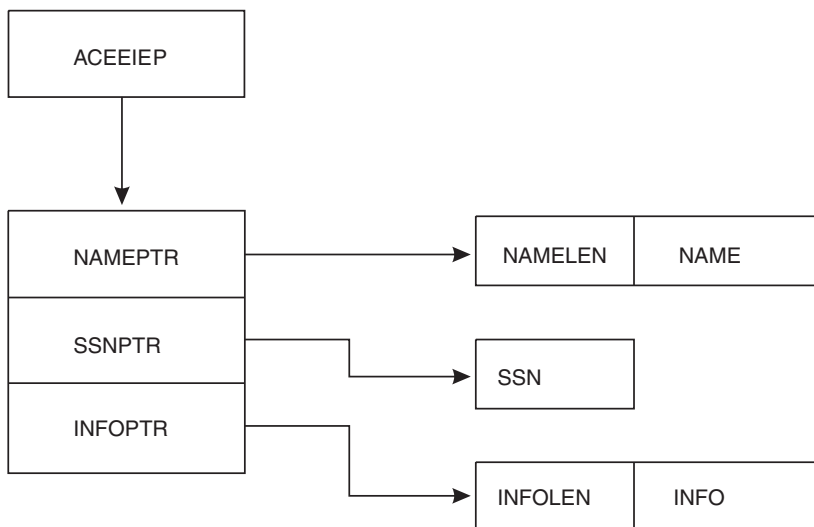 ACEEIEP
NAMEPTR
NAMELEN NAME
SSNPTR
SSN
INFOPTR
INFOLEN INFO